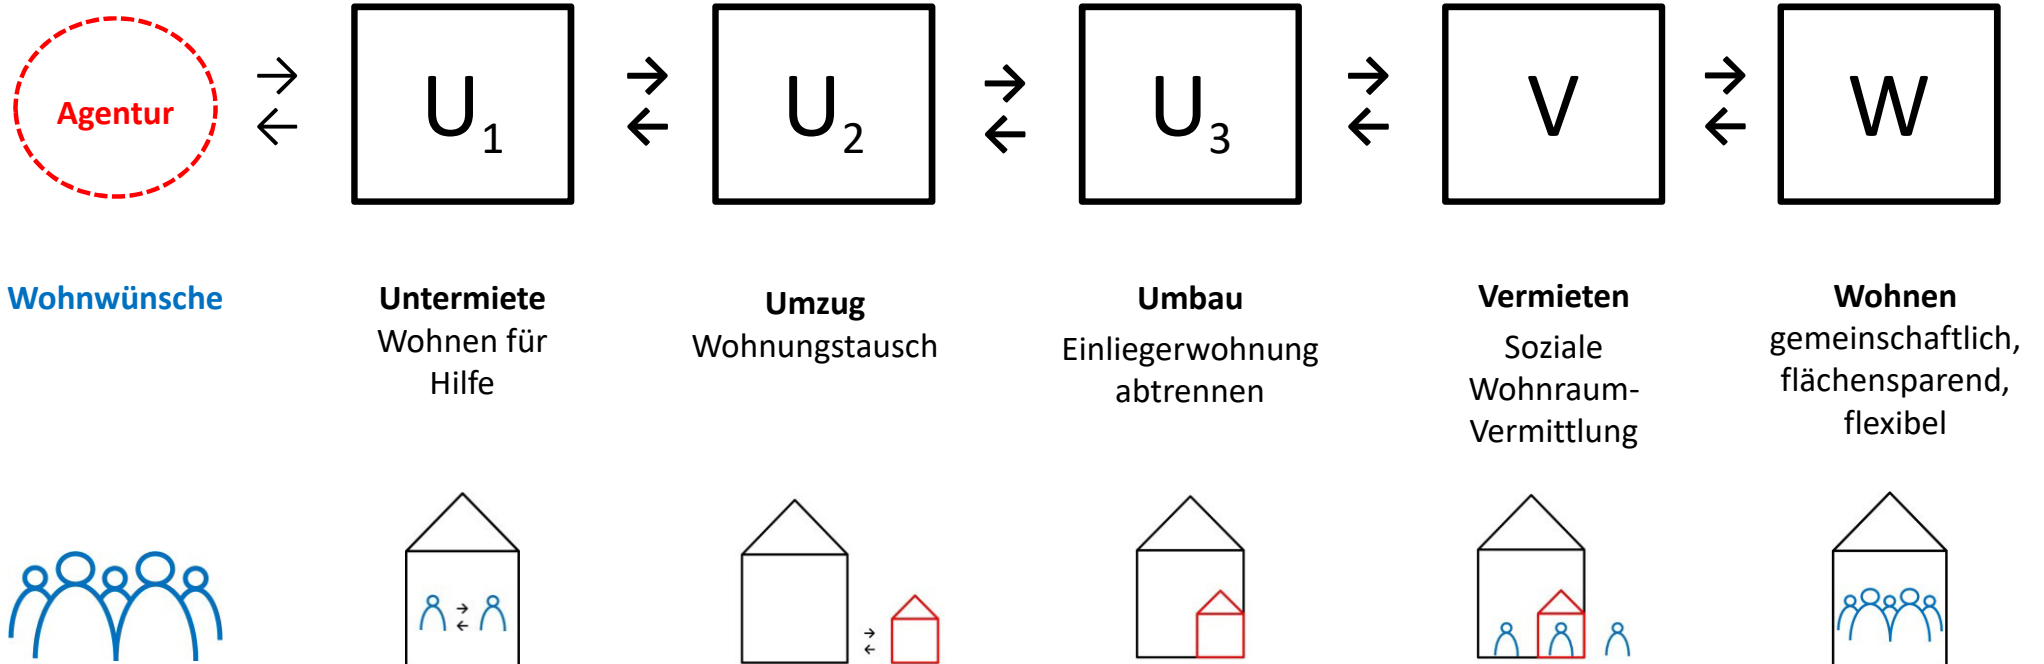 Agentur
U1
U2
U3
V
W
Wohnwünsche
Untermiete
Wohnen für
Hilfe
Umzug
Wohnungstausch
Umbau
Einliegerwohnung
abtrennen
Vermieten
Soziale
Wohnraum-
Vermittlung
Wohnen
gemeinschaftlich,
flächensparend,
flexibel